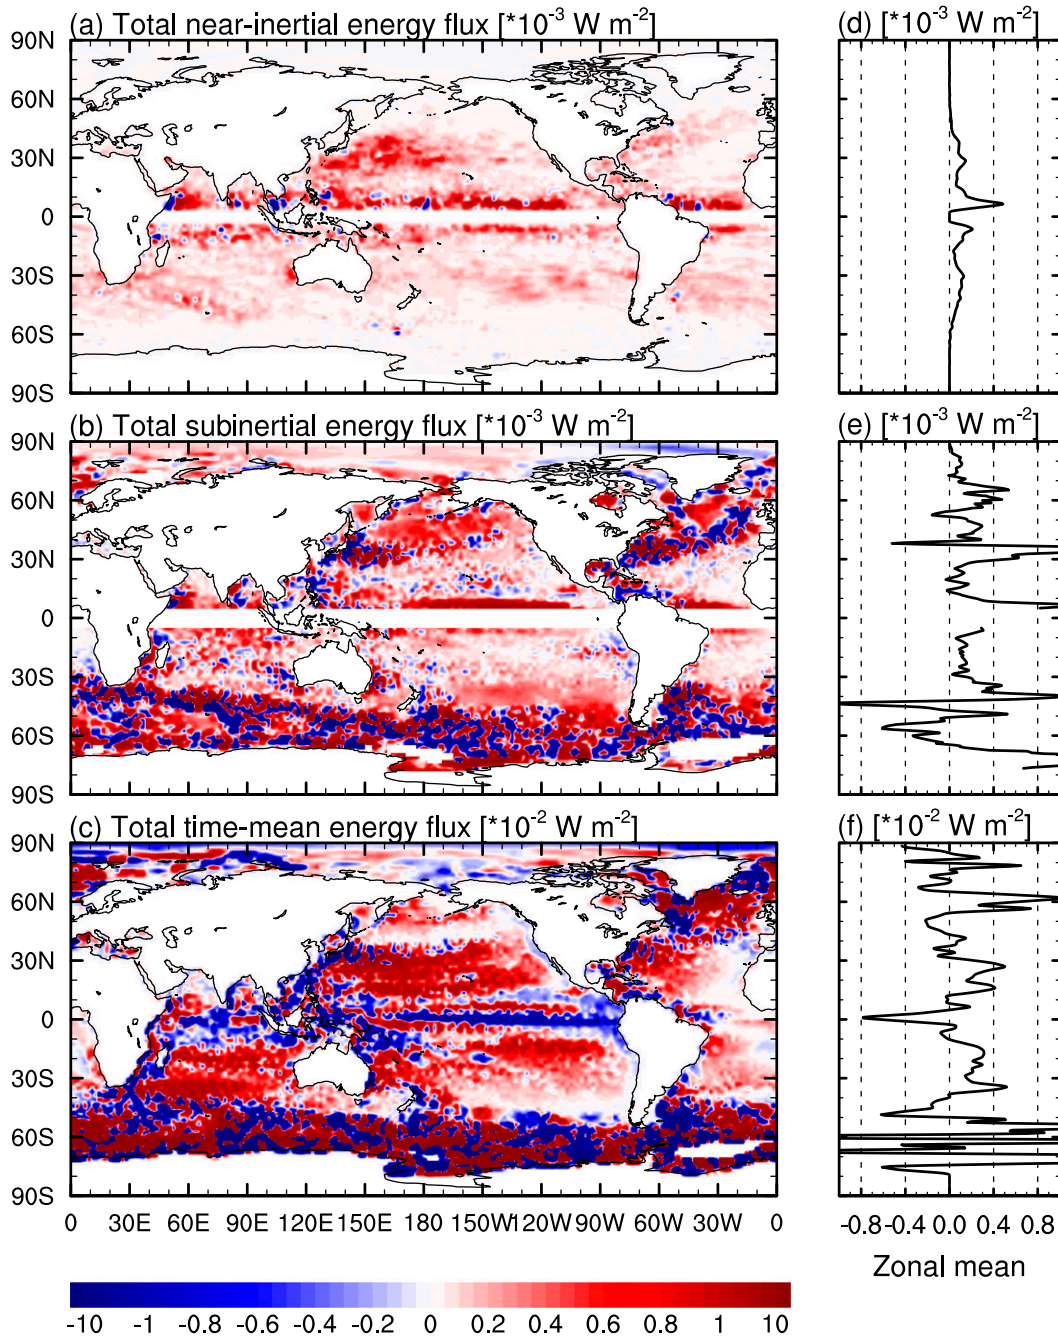 (a) Total near-inertial energy flux [*10-3 W m-2]
(d) [*10-3 W m-2]
90N
60N
30N
0
30S
60S
90S
(b) Total subinertial energy flux [*10-3 W m-2]
(e) [*10-3 W m-2]
90N
60N
30N
0
30S
60S
90S
(c) Total time-mean energy flux [*10-2 W m-2]
(f) [*10-2 W m-2]
90N
60N
30N
0
30S
60S
90S
0 30E 60E 90E 120E 150E 180 150W 120W 90W 60W 30W 0
-0.8 -0.4 0.0 0.4 0.8
Zonal mean
-10 -1 -0.8 -0.6 -0.4 -0.2 0 0.2 0.4 0.6 0.8 1 10